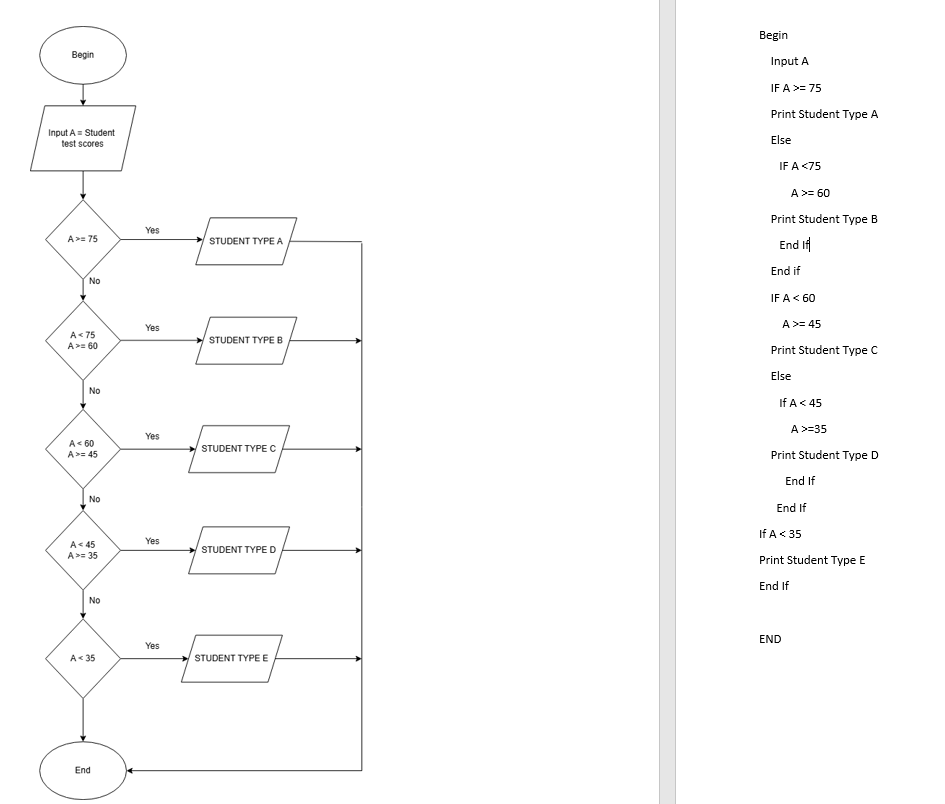 Begin
Input A = Student
test scores
A >= 75
Yes
STUDENT TYPE A
No
A < 75
A >= 60
Yes
STUDENT TYPE B
No
A < 60
A >= 45
Yes
STUDENT TYPE C
No
A < 45
A >= 35
Yes
STUDENT TYPE D
No
A < 35
Yes
STUDENT TYPE E
End
Begin
Input A
IF A >= 75
Print Student Type A
Else
IF A <75
A >= 60
Print Student Type B
End If
End if
IF A < 60
A >= 45
Print Student Type C
Else
If A < 45
A >=35
Print Student Type D
End If
End If
If A < 35
Print Student Type E
End If
END